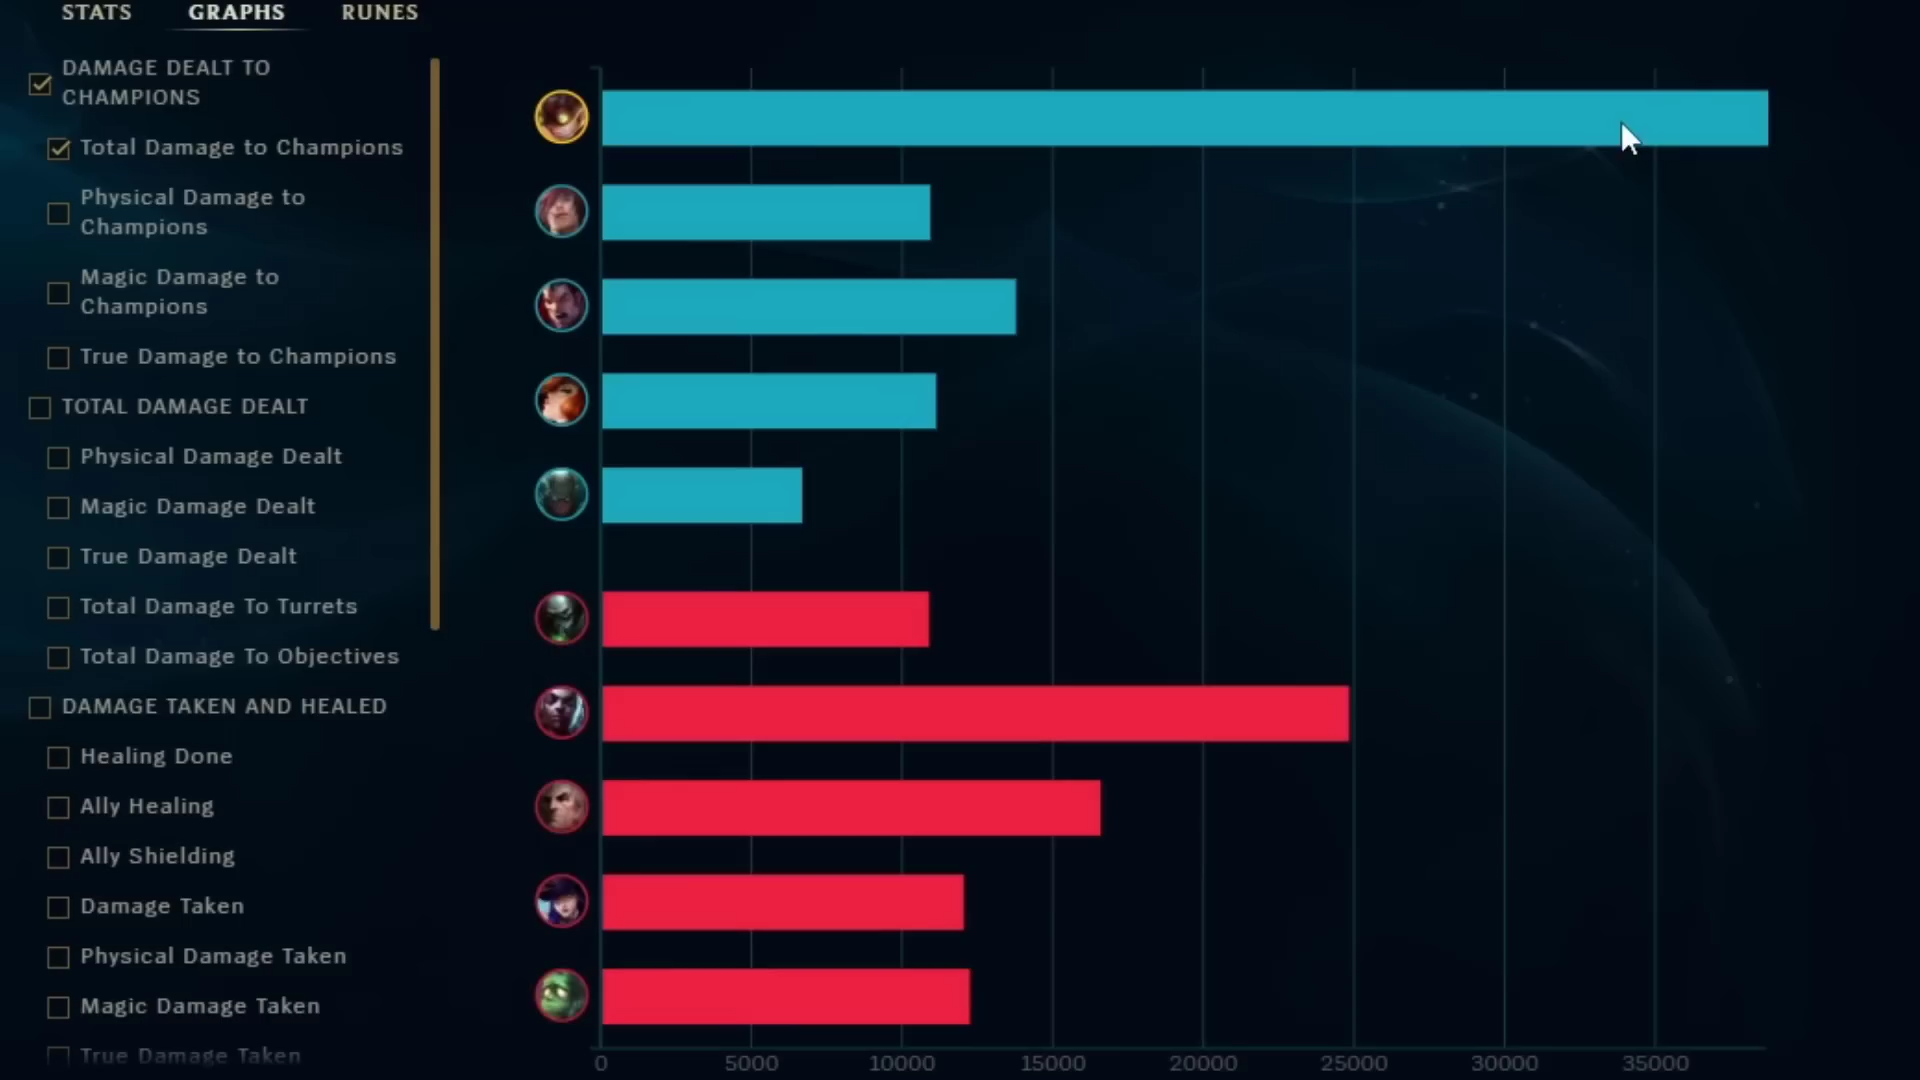 STATS GRAPHS RUNES
DAMAGE DEALT TO
CHAMPIONS
Total Damage to Champions
Physical Damage to
Champions
Magic Damage to
Champions
True Damage to Champions
TOTAL DAMAGE DEALT
Physical Damage Dealt
Magic Damage Dealt
True Damage Dealt
Total Damage To Turrets
Total Damage To Objectives
DAMAGE TAKEN AND HEALED
Healing Done
Ally Healing
Ally Shielding
Damage Taken
Physical Damage Taken
Magic Damage Taken
True Damage Taken
0 5000 10000 15000 20000 25000 30000 35000